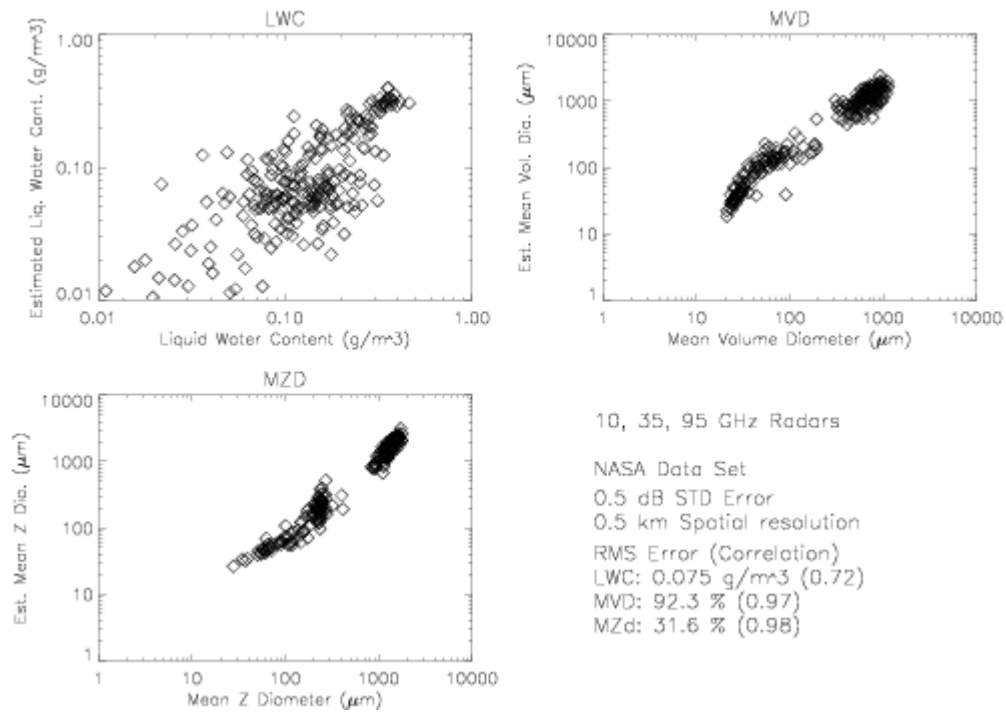 LWC
Estimated Liq. Water Cont. (g/m^3)
1.00
0.10
0.01
0.01 0.10 1.00
Liquid Water Content (g/m^3)
MVD
Est. Mean Vol. Dia. (μm)
10000
1000
100
10
1
1 10 100 1000 10000
Mean Volume Diameter (μm)
MZD
Est. Mean Z Dia. (μm)
10000
1000
100
10
1
1 10 100 1000 10000
Mean Z Diameter (μm)
10, 35, 95 GHz Radars
NASA Data Set
0.5 dB STD Error
0.5 km Spatial resolution
RMS Error (Correlation)
LWC: 0.075 g/m^3 (0.72)
MVD: 92.3 % (0.97)
MZd: 31.6 % (0.98)